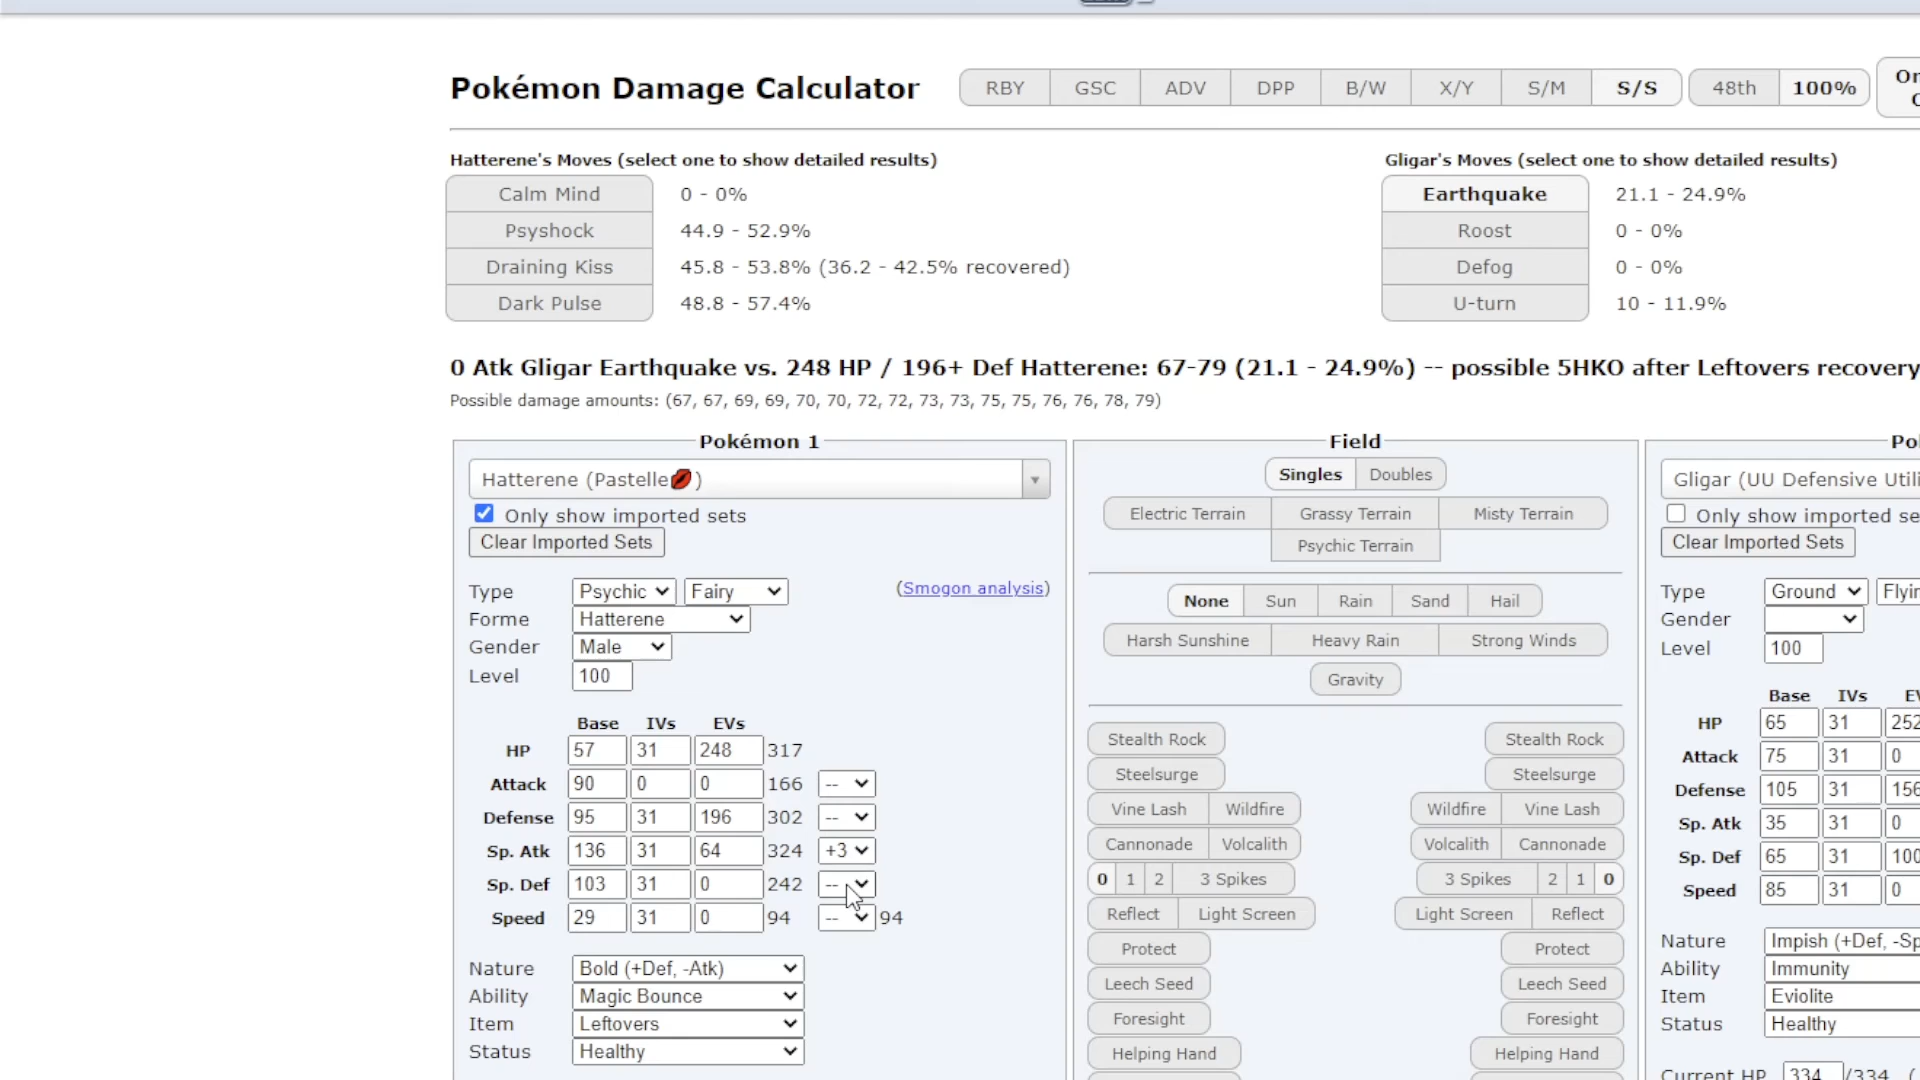 Pokémon Damage Calculator RBY GSC ADV DPP B/W X/Y S/M S/S 48th 100%
Hatterene's Moves (select one to show detailed results) Gligar's Moves (select one to show detailed results)
Calm Mind 0 - 0% Earthquake 21.1 - 24.9%
Psyshock 44.9 - 52.9% Roost 0 - 0%
Draining Kiss 45.8 - 53.8% (36.2 - 42.5% recovered) Defog 0 - 0%
Dark Pulse 48.8 - 57.4% U-turn 10 - 11.9%
0 Atk Gligar Earthquake vs. 248 HP / 196+ Def Hatterene: 67-79 (21.1 - 24.9%) -- possible 5HKO after Leftovers recovery
Possible damage amounts: (67, 67, 69, 69, 70, 70, 72, 72, 73, 73, 75, 75, 76, 76, 78, 79)
Pokémon 1
Hatterene (Pastelle💋)
Only show imported sets
Clear Imported Sets
Type Psychic Fairy (Smogon analysis)
Forme Hatterene
Gender Male
Level 100
Base IVs EVs
HP 57 31 248 317
Attack 90 0 0 166 --
Defense 95 31 196 302 --
Sp. Atk 136 31 64 324 +3
Sp. Def 103 31 0 242 --
Speed 29 31 0 94 -- 94
Nature Bold (+Def, -Atk)
Ability Magic Bounce
Item Leftovers
Status Healthy
Field
Singles Doubles
Electric Terrain Grassy Terrain Misty Terrain
Psychic Terrain
None Sun Rain Sand Hail
Harsh Sunshine Heavy Rain Strong Winds
Gravity
Stealth Rock Stealth Rock
Steelsurge Steelsurge
Vine Lash Wildfire Wildfire Vine Lash
Cannonade Volcalith Volcalith Cannonade
0 1 2 3 Spikes 3 Spikes 2 1 0
Reflect Light Screen Light Screen Reflect
Protect Protect
Leech Seed Leech Seed
Foresight Foresight
Helping Hand Helping Hand
Gligar (UU Defensive Utili
Only show imported se
Clear Imported Sets
Type Ground Flyin
Gender
Level 100
Base IVs EV
HP 65 31 252
Attack 75 31 0
Defense 105 31 156
Sp. Atk 35 31 0
Sp. Def 65 31 100
Speed 85 31 0
Nature Impish (+Def, -Sp
Ability Immunity
Item Eviolite
Status Healthy
Current HP 334 /334 (